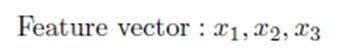 Feature vector : x₁, x₂, x₃